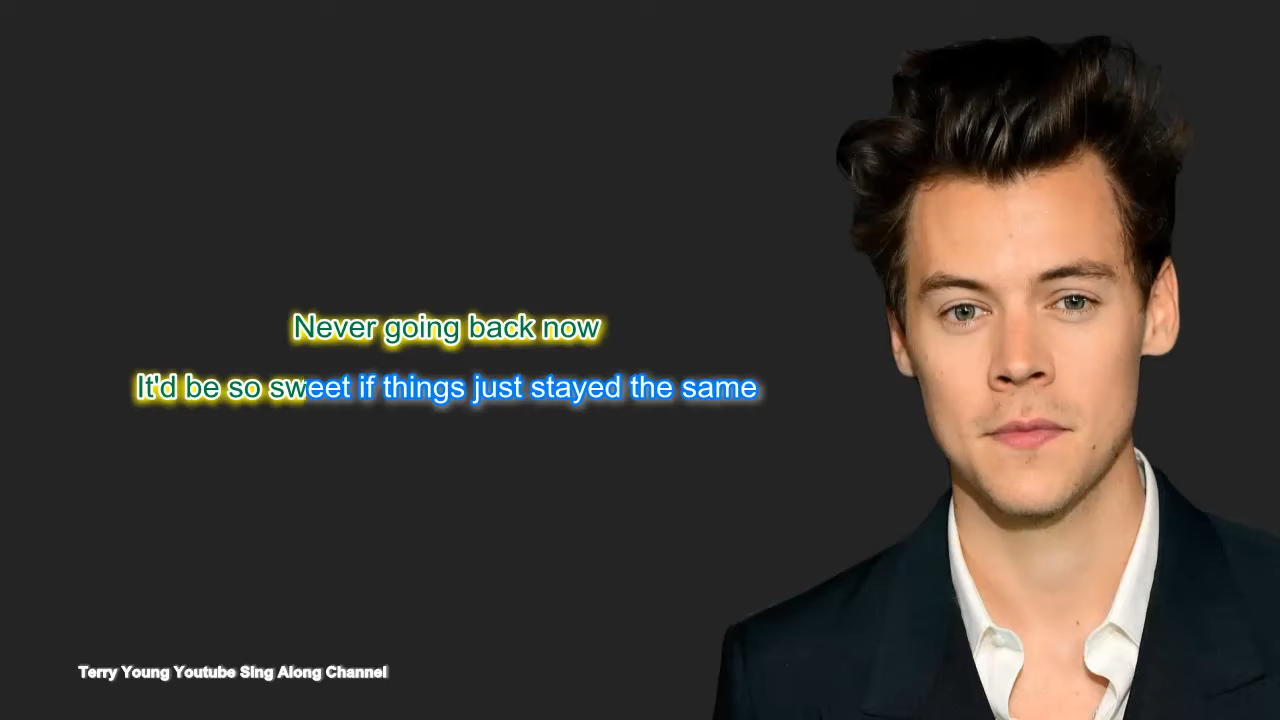 Never going back now
It'd be so sweet if things just stayed the same
Terry Young Youtube Sing Along Channel